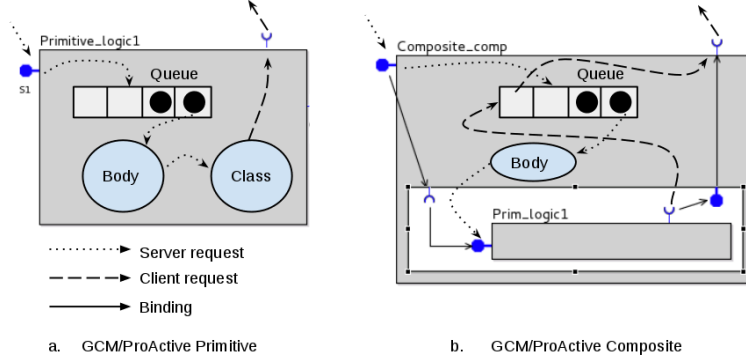 Primitive_logic1
S1
Queue
Body
Class
Server request
Client request
Binding
a. GCM/ProActive Primitive
Composite_comp
Queue
Body
Prim_logic1
b. GCM/ProActive Composite